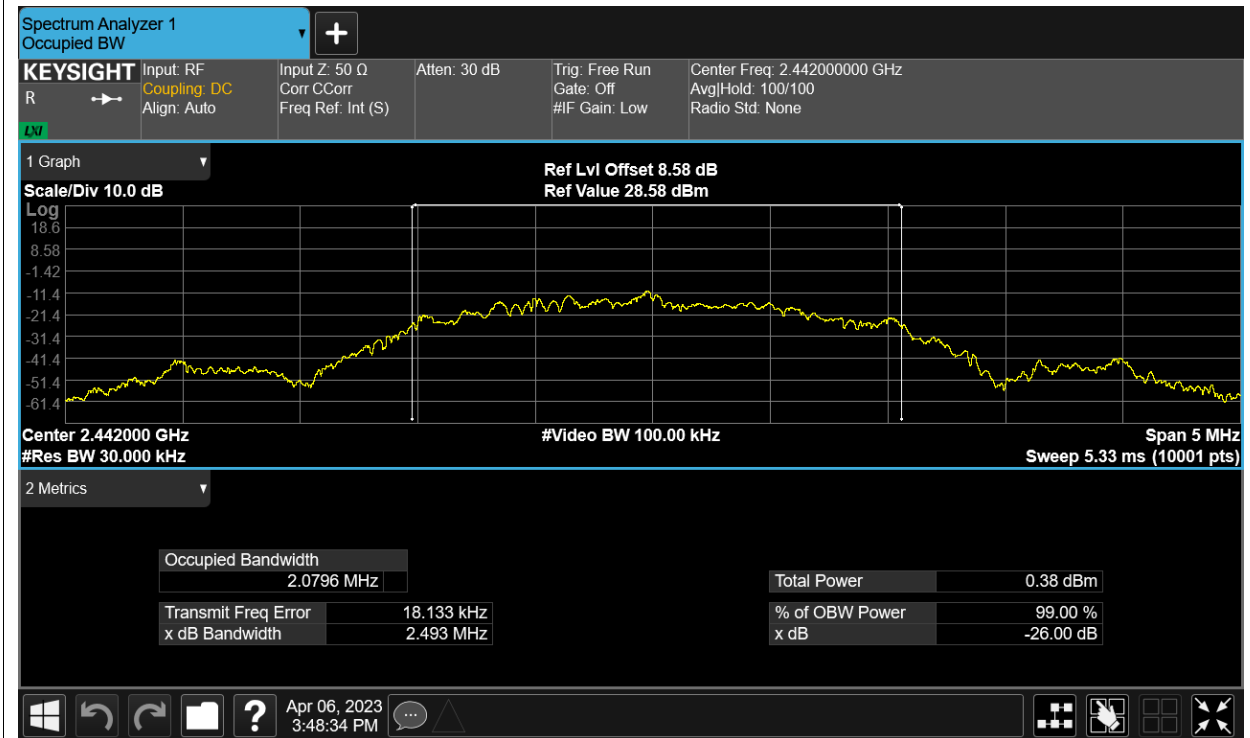 Spectrum Analyzer 1
Occupied BW
KEYSIGHT
R
LXI
Input: RF
Coupling: DC
Align: Auto
Input Z: 50 Ω
Corr CCorr
Freq Ref: Int (S)
Atten: 30 dB
Trig: Free Run
Gate: Off
#IF Gain: Low
Center Freq: 2.442000000 GHz
Avg|Hold: 100/100
Radio Std: None
1 Graph
Scale/Div 10.0 dB
Ref Lvl Offset 8.58 dB
Ref Value 28.58 dBm
Log
18.6
8.58
-1.42
-11.4
-21.4
-31.4
-41.4
-51.4
-61.4
Center 2.442000 GHz
#Video BW 100.00 kHz
Span 5 MHz
#Res BW 30.000 kHz
Sweep 5.33 ms (10001 pts)
2 Metrics
Occupied Bandwidth
2.0796 MHz
Total Power 0.38 dBm
Transmit Freq Error 18.133 kHz
% of OBW Power 99.00 %
x dB Bandwidth 2.493 MHz
x dB -26.00 dB
?
Apr 06, 2023
3:48:34 PM